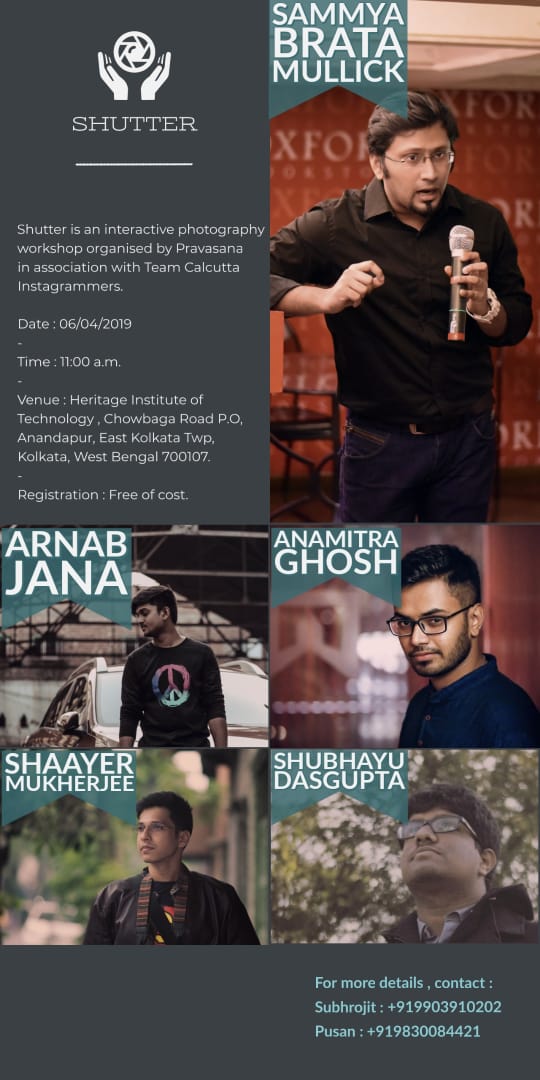 SHUTTER
Shutter is an interactive photography
workshop organised by Pravasana
in association with Team Calcutta
Instagrammers.
Date : 06/04/2019
-
Time : 11:00 a.m.
-
Venue : Heritage Institute of
Technology , Chowbaga Road P.O,
Anandapur, East Kolkata Twp,
Kolkata, West Bengal 700107.
-
Registration : Free of cost.
SAMMYA
BRATA
MULLICK
XFOR
OXFOR
OOKSTO
ARNAB
JANA
ANAMITRA
GHOSH
SHAAYER
MUKHERJEE
SHUBHAYU
DASGUPTA
For more details , contact :
Subhrojit : +919903910202
Pusan : +919830084421